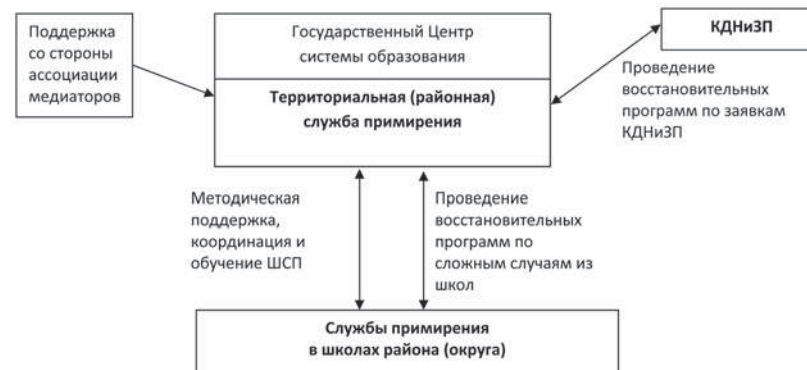 Поддержка
со стороны
ассоциации
медиаторов
Государственный Центр
системы образования
Территориальная (районная)
служба примирения
КДНиЗП
Проведение
восстановительных
программ по заявкам
КДНиЗП
Методическая
поддержка,
координация и
обучение ШСП
Проведение
восстановительных
программ по
сложным случаям из
школ
Службы примирения
в школах района (округа)